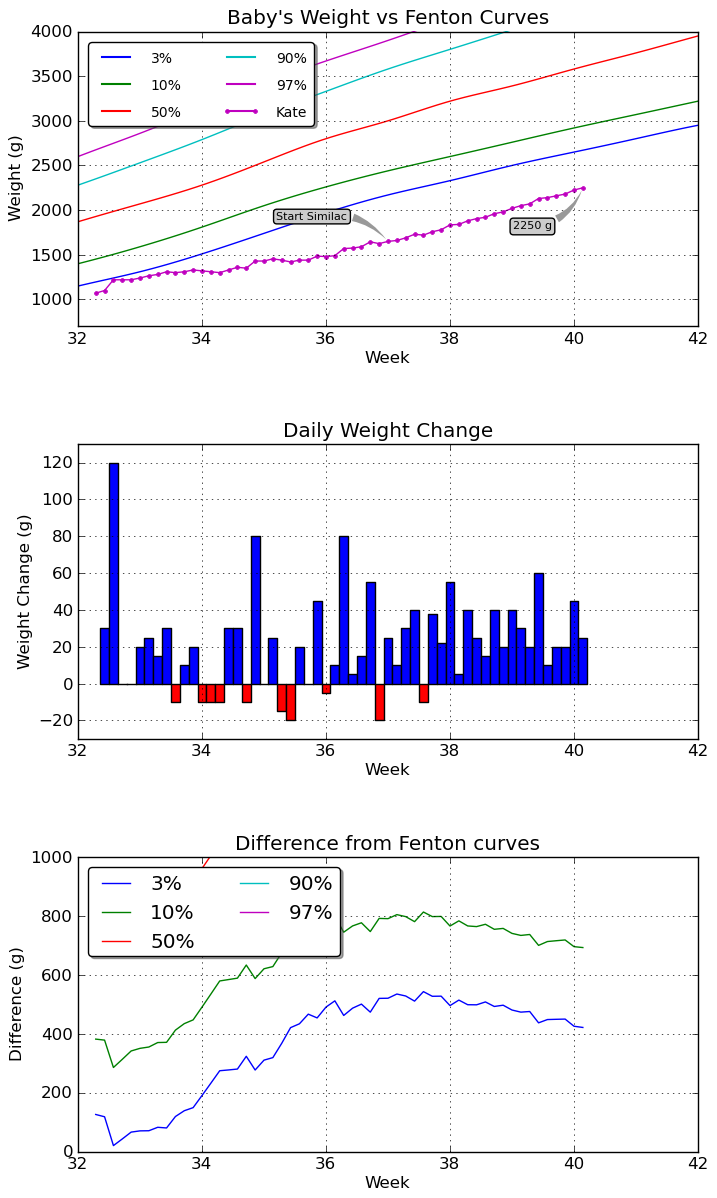 Baby's Weight vs Fenton Curves
4000
3500
3000
2500
2000
1500
1000
Weight (g)
3% 90%
10% 97%
50% Kate
Start Similac
2250 g
32 34 36 38 40 42
Week
Daily Weight Change
120
100
80
60
40
20
0
−20
Weight Change (g)
32 34 36 38 40 42
Week
Difference from Fenton curves
1000
800
600
400
200
0
Difference (g)
3% 90%
10% 97%
50%
32 34 36 38 40 42
Week